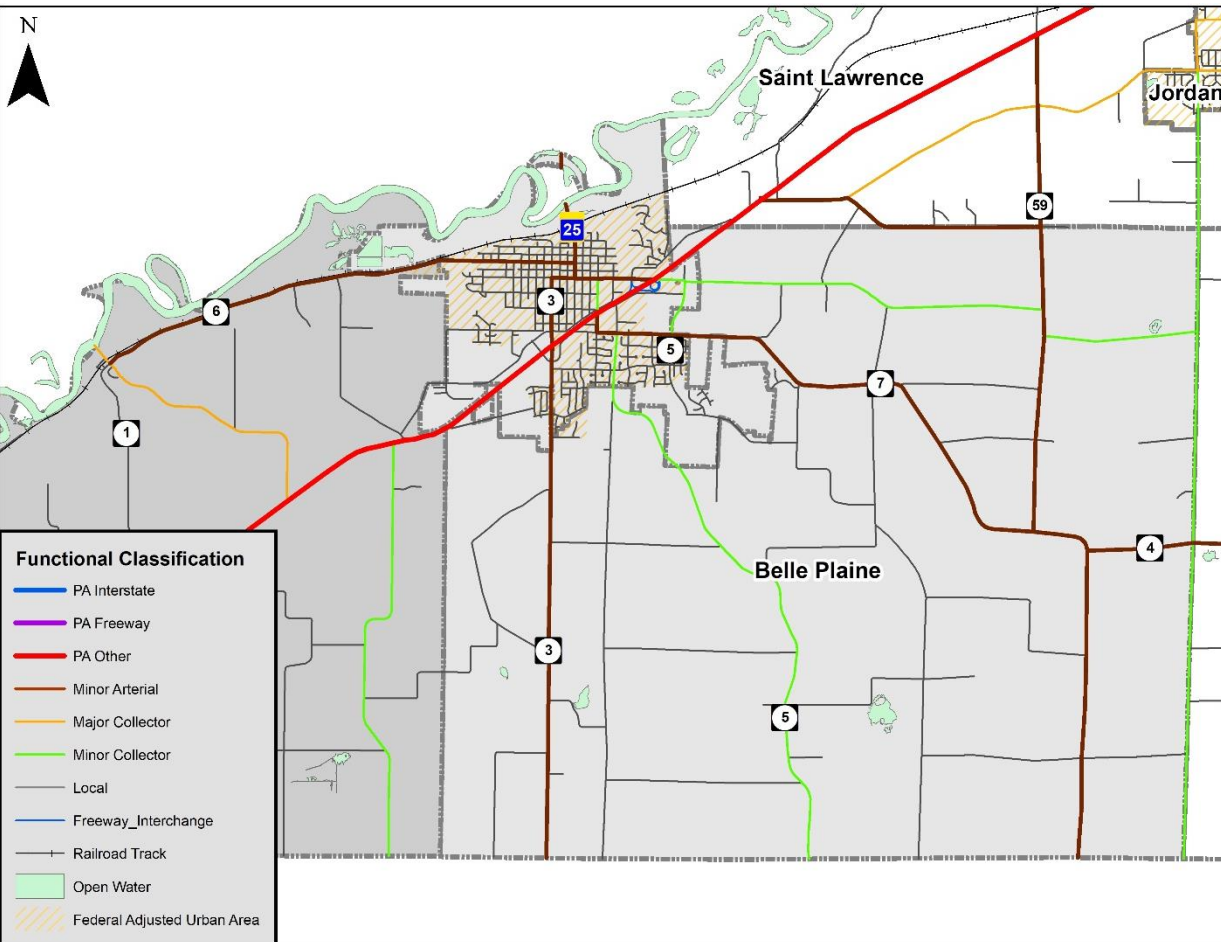 N
Saint Lawrence
Jordan
59
25
3
6
5
7
1
4
Belle Plaine
3
5
Functional Classification
PA Interstate
PA Freeway
PA Other
Minor Arterial
Major Collector
Minor Collector
Local
Freeway_Interchange
Railroad Track
Open Water
Federal Adjusted Urban Area